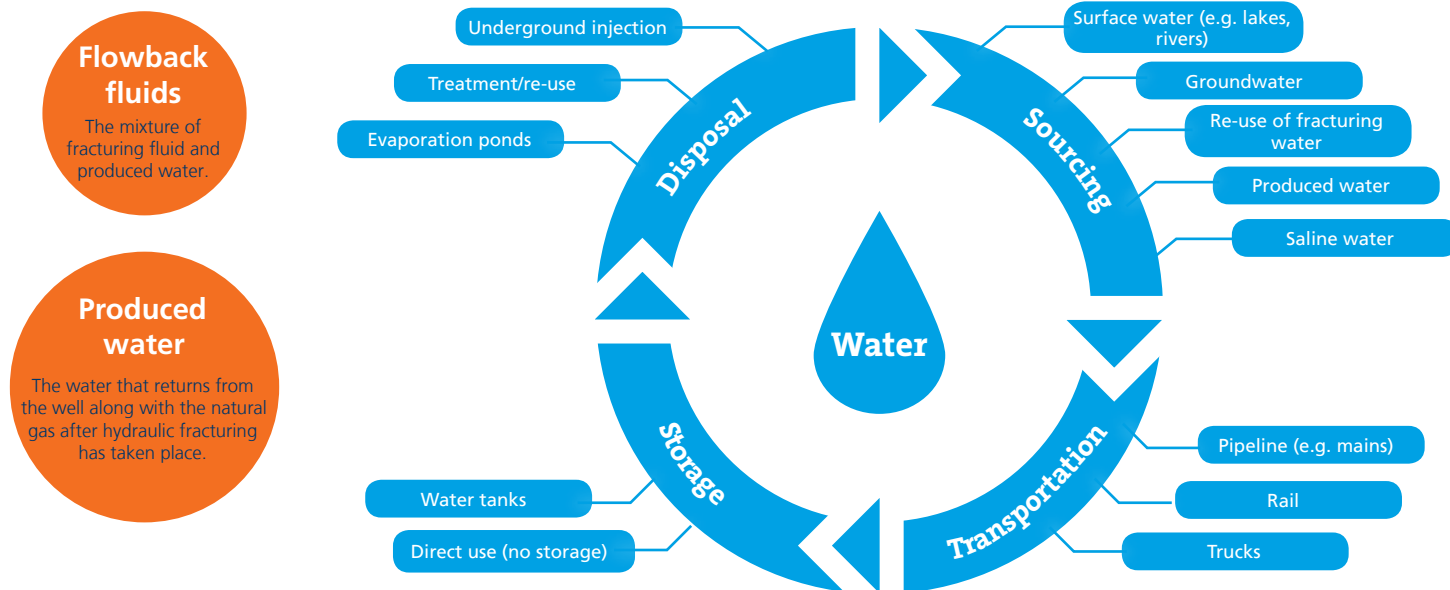 Flowback
fluids
The mixture of
fracturing fluid and
produced water.
Produced
water
The water that returns from
the well along with the natural
gas after hydraulic fracturing
has taken place.
Underground injection
Treatment/re-use
Evaporation ponds
Disposal
Surface water (e.g. lakes,
rivers)
Groundwater
Re-use of fracturing
water
Produced water
Saline water
Sourcing
Water
Pipeline (e.g. mains)
Rail
Trucks
Transportation
Storage
Water tanks
Direct use (no storage)